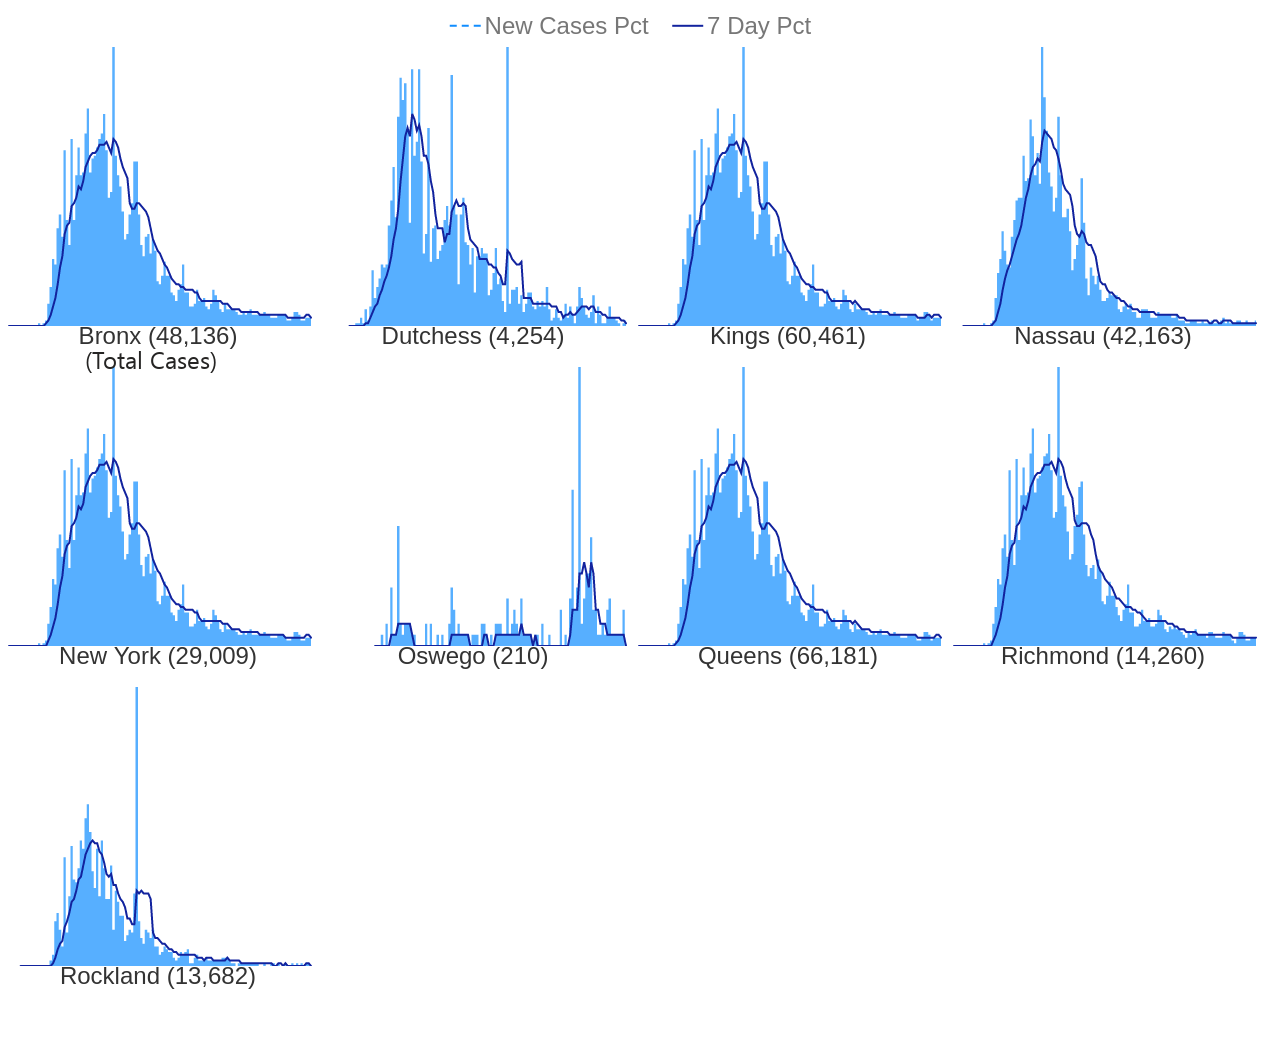 New Cases Pct 7 Day Pct
Bronx (48,136)
(Total Cases)
Dutchess (4,254)
Kings (60,461)
Nassau (42,163)
New York (29,009)
Oswego (210)
Queens (66,181)
Richmond (14,260)
Rockland (13,682)